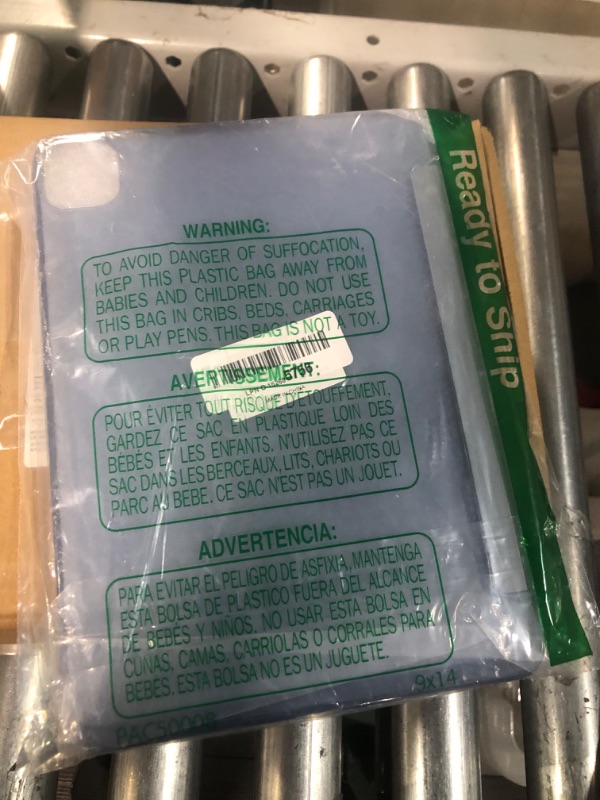 Ready to Ship
WARNING:
TO AVOID DANGER OF SUFFOCATION,
KEEP THIS PLASTIC BAG AWAY FROM
BABIES AND CHILDREN. DO NOT USE
THIS BAG IN CRIBS, BEDS, CARRIAGES
OR PLAY PENS. THIS BAG IS NOT A TOY.
AVERTISSEMENT:
POUR ÉVITER TOUT RISQUE D'ÉTOUFFEMENT,
GARDEZ CE SAC EN PLASTIQUE LOIN DES
BÉBÉS ET LES ENFANTS. N'UTILISEZ PAS CE
SAC DANS LES BERCEAUX, LITS, CHARIOTS OU
PARC AU BEBE. CE SAC N'EST PAS UN JOUET.
ADVERTENCIA:
PARA EVITAR EL PELIGRO DE ASFIXIA, MANTENGA
ESTA BOLSA DE PLASTICO FUERA DEL ALCANCE
DE BEBÉS Y NIÑOS. NO USAR ESTA BOLSA EN
CUNAS, CAMAS, CARRIOLAS O CORRALES PARA
BEBES. ESTA BOLSA NO ES UN JUGUETE.
9x14